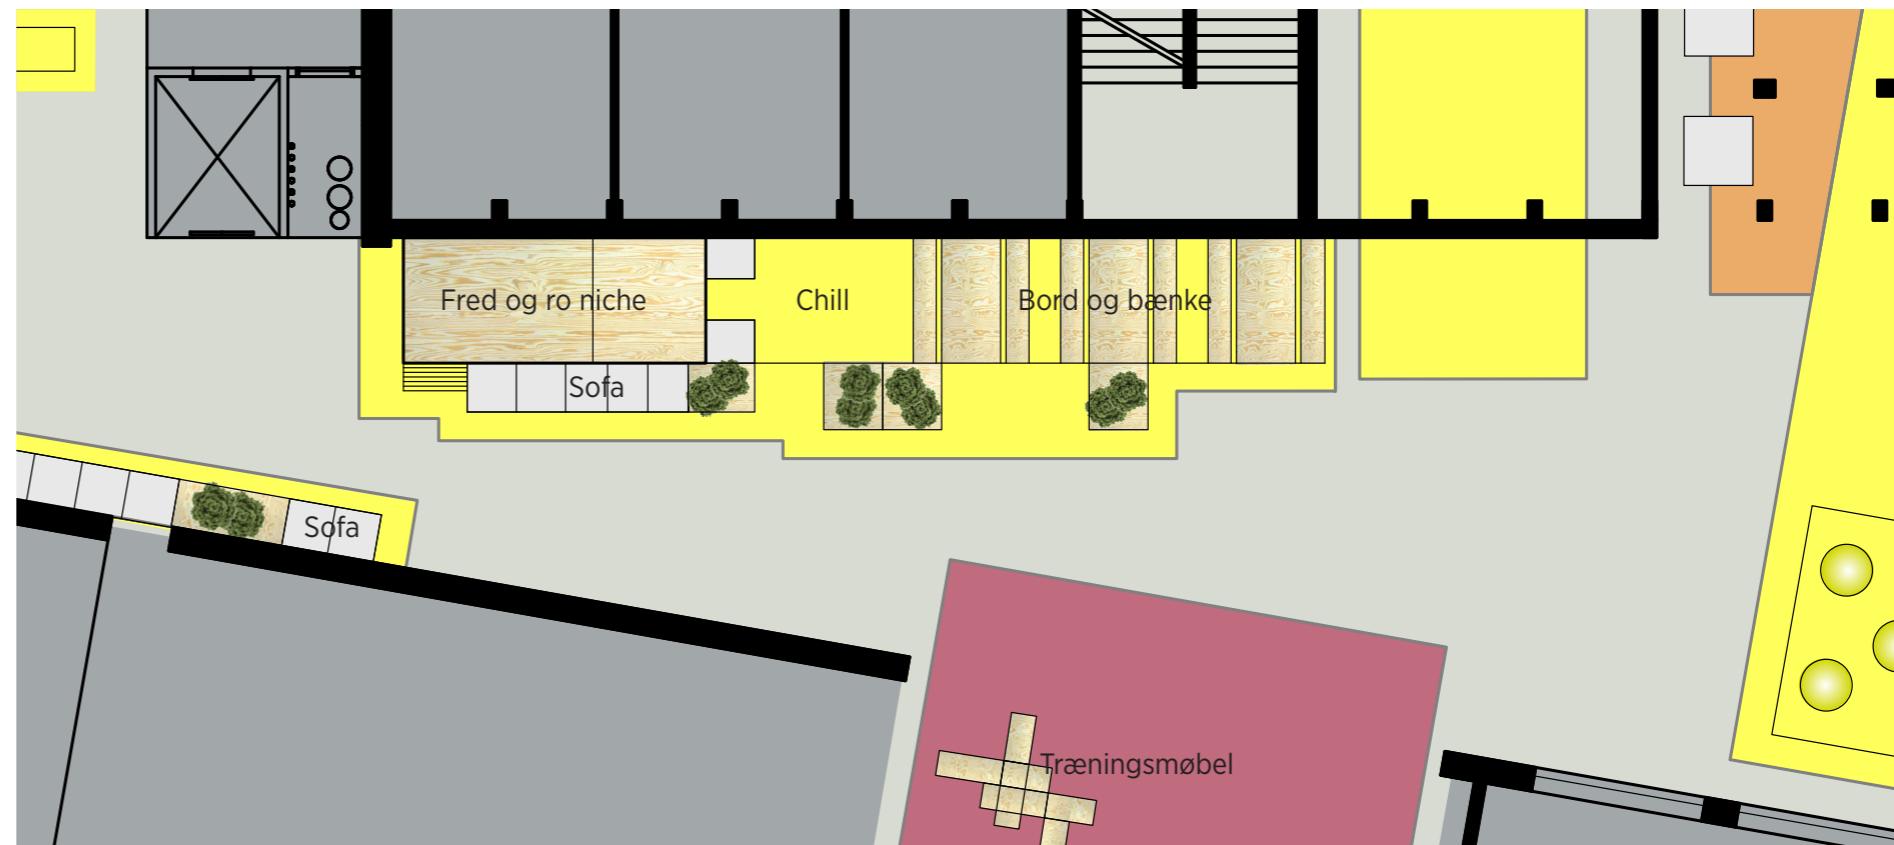 Fred og ro niche
Chill
Bord og bænke
Sofa
Sofa
Træningsmøbel